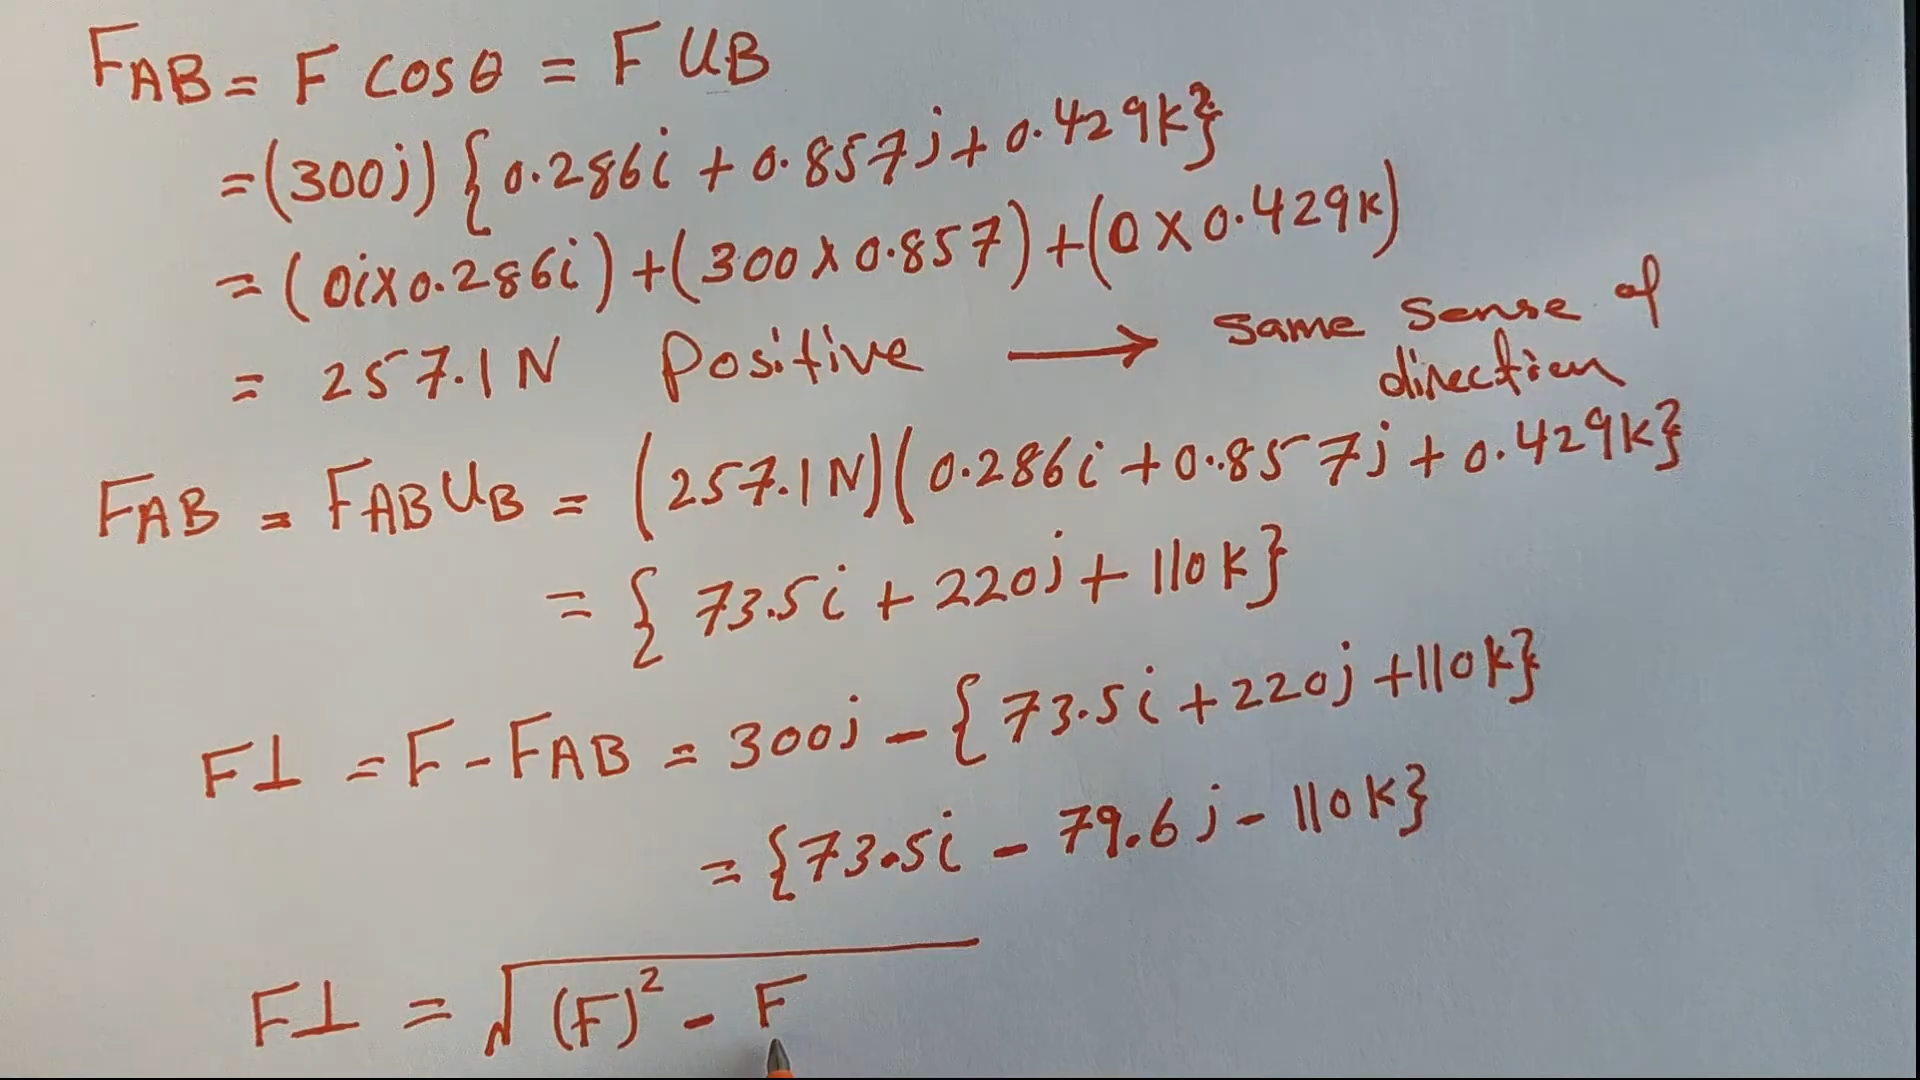 FAB = F cosθ = F UB
=(300j) {0.286i + 0.857j + 0.429k}
= (0i x 0.286i) + (300 x 0.857) + (0 x 0.429k)
= 257.1 N Positive → same sense of direction
FAB = FAB UB = (257.1 N)(0.286i + 0.857j + 0.429k}
= { 73.5i + 220j + 110k}
F⊥ = F - FAB = 300j - {73.5i + 220j + 110k}
= {73.5i - 79.6j - 110k}
F⊥ = √(F)² - F